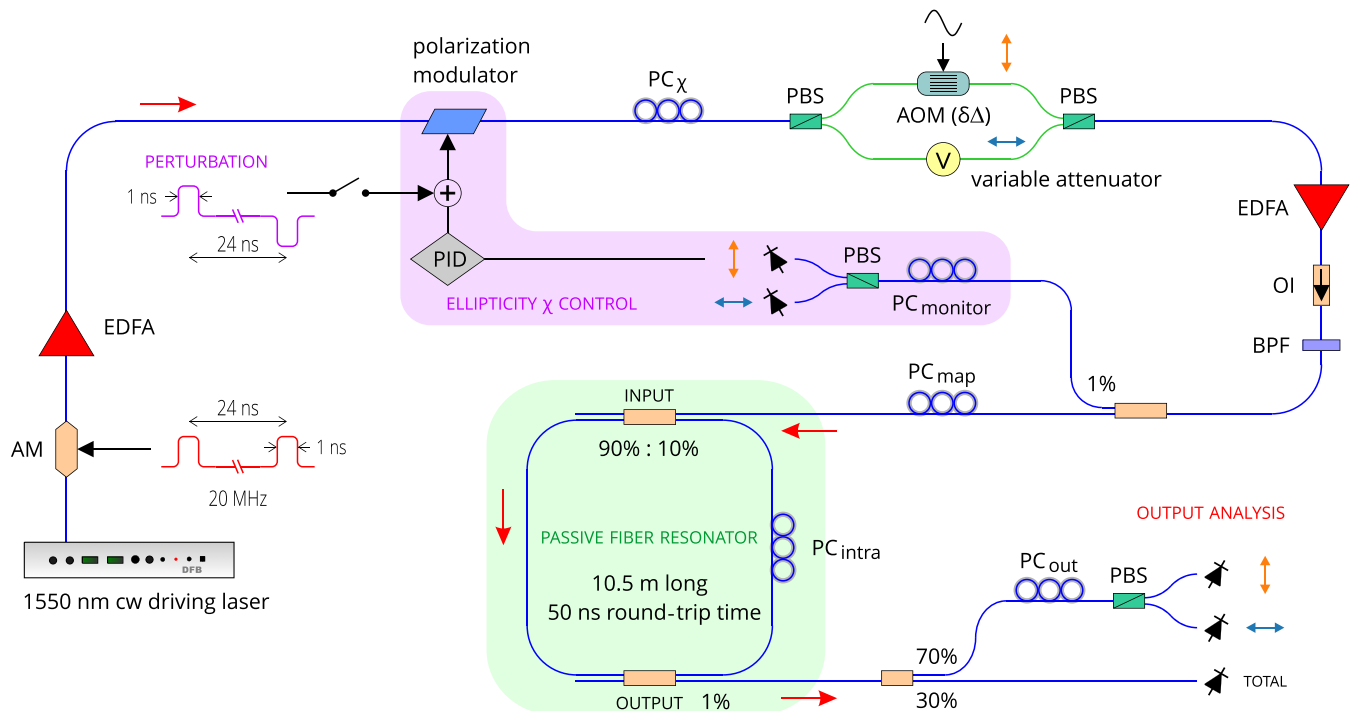 polarization
modulator
PC χ
PBS
AOM (δΔ)
PBS
V
variable attenuator
PERTURBATION
1 ns
24 ns
+
PID
ELLIPTICITY χ CONTROL
PBS
PC monitor
EDFA
OI
BPF
EDFA
1%
PC map
INPUT
90% : 10%
24 ns
1 ns
AM
20 MHz
DFB
1550 nm cw driving laser
PASSIVE FIBER RESONATOR
10.5 m long
50 ns round-trip time
PC intra
OUTPUT 1%
OUTPUT ANALYSIS
PC out
PBS
70%
30%
TOTAL